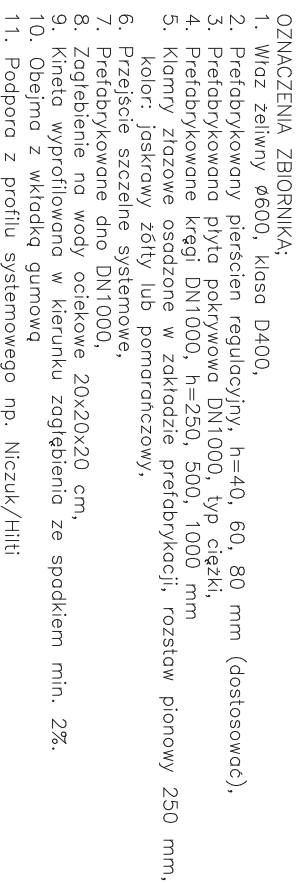 OZNACZENIA ZBIORNIKA;
1. Właz żeliwny Ø600, klasa D400,
2. Prefabrykowany pierścien regulacyjny, h=40, 60, 80 mm (dostosować),
3. Prefabrykowana płyta pokrywowa DN1000, typ ciężki,
4. Prefabrykowane kręgi DN1000, h=250, 500, 1000 mm
5. Klamry złazowe osadzone w zakładzie prefabrykacji, rozstaw pionowy 250 mm,
kolor: jaskrawy żółty lub pomarańczowy,
6. Przejście szczelne systemowe,
7. Prefabrykowane dno DN1000,
8. Zagłebienie na wody ociekowe 20x20x20 cm,
9. Kineta wyprofilowana w kierunku zagłębienia ze spadkiem min. 2%.
10. Obejma z wkładką gumową
11. Podpora z profilu systemowego np. Niczuk/Hilti